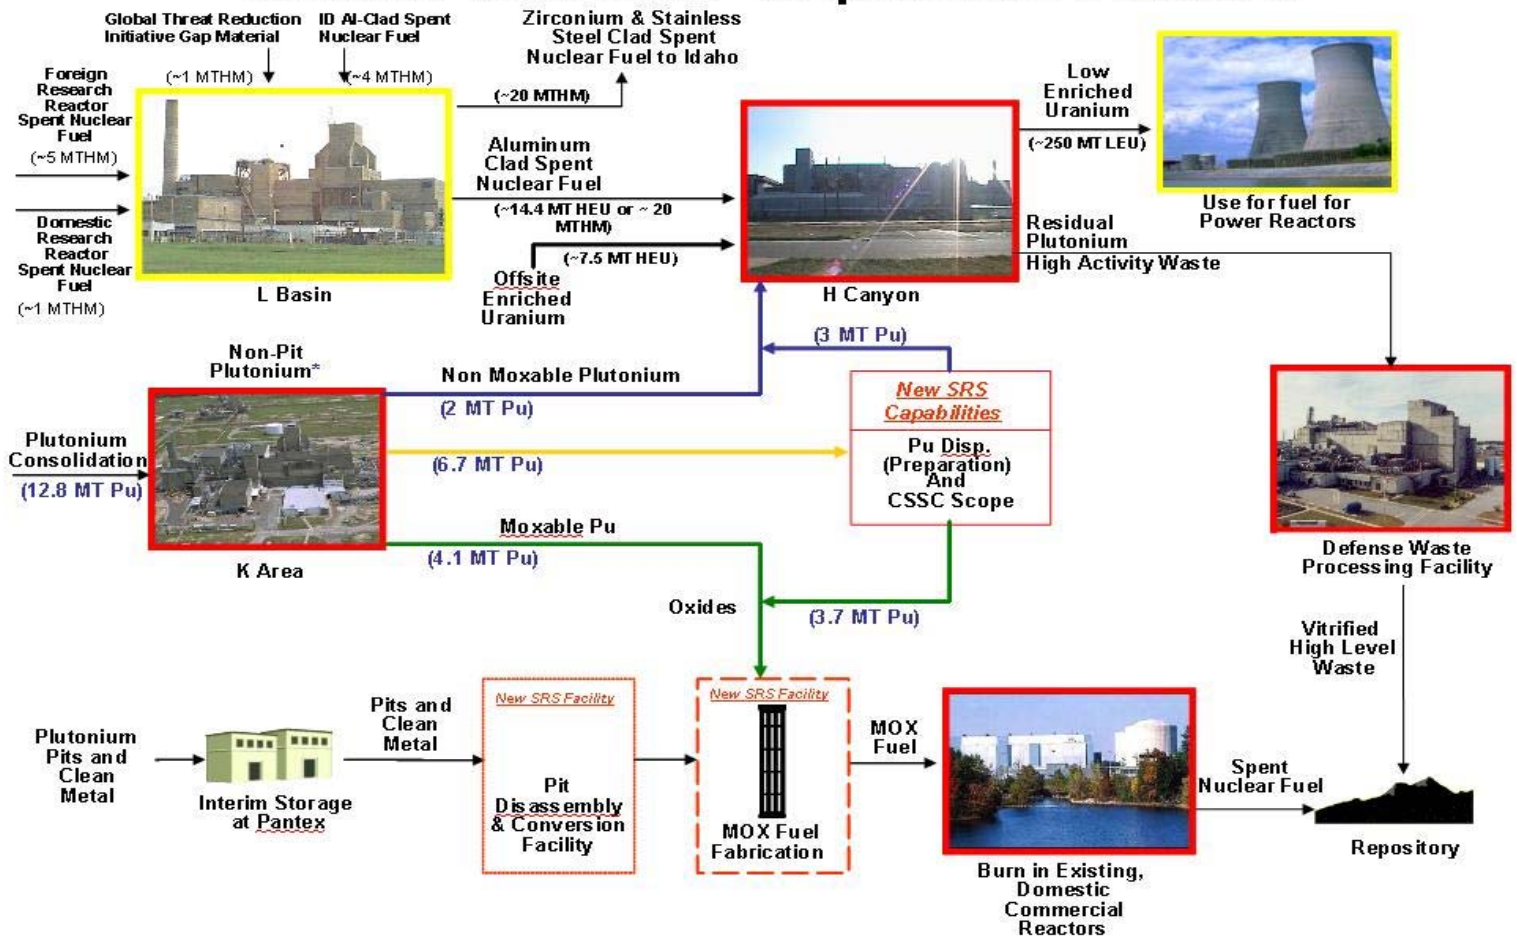 Global Threat Reduction
Initiative Gap Material
(~1 MTHM)
ID Al-Clad Spent
Nuclear Fuel
(~4 MTHM)
Zirconium & Stainless
Steel Clad Spent
Nuclear Fuel to Idaho
(~20 MTHM)
Foreign
Research
Reactor
Spent Nuclear
Fuel
(~5 MTHM)
Domestic
Research
Reactor
Spent Nuclear
Fuel
(~1 MTHM)
L Basin
Aluminum
Clad Spent
Nuclear Fuel
(~14.4 MT HEU or ~ 20
MTHM)
(~7.5 MT HEU)
Offsite
Enriched
Uranium
H Canyon
Low
Enriched
Uranium
(~250 MT LEU)
Use for fuel for
Power Reactors
Residual
Plutonium
High Activity Waste
Non-Pit
Plutonium*
Plutonium
Consolidation
(12.8 MT Pu)
K Area
Non Moxable Plutonium
(2 MT Pu)
(3 MT Pu)
(6.7 MT Pu)
New SRS
Capabilities
Pu Disp.
(Preparation)
And
CSSC Scope
Moxable Pu
(4.1 MT Pu)
Oxides
(3.7 MT Pu)
Defense Waste
Processing Facility
Vitrified
High Level
Waste
Plutonium
Pits and
Clean
Metal
Interim Storage
at Pantex
Pits and
Clean
Metal
New SRS Facility
Pit
Disassembly
& Conversion
Facility
New SRS Facility
MOX Fuel
Fabrication
MOX
Fuel
Burn in Existing,
Domestic
Commercial
Reactors
Spent
Nuclear Fuel
Repository